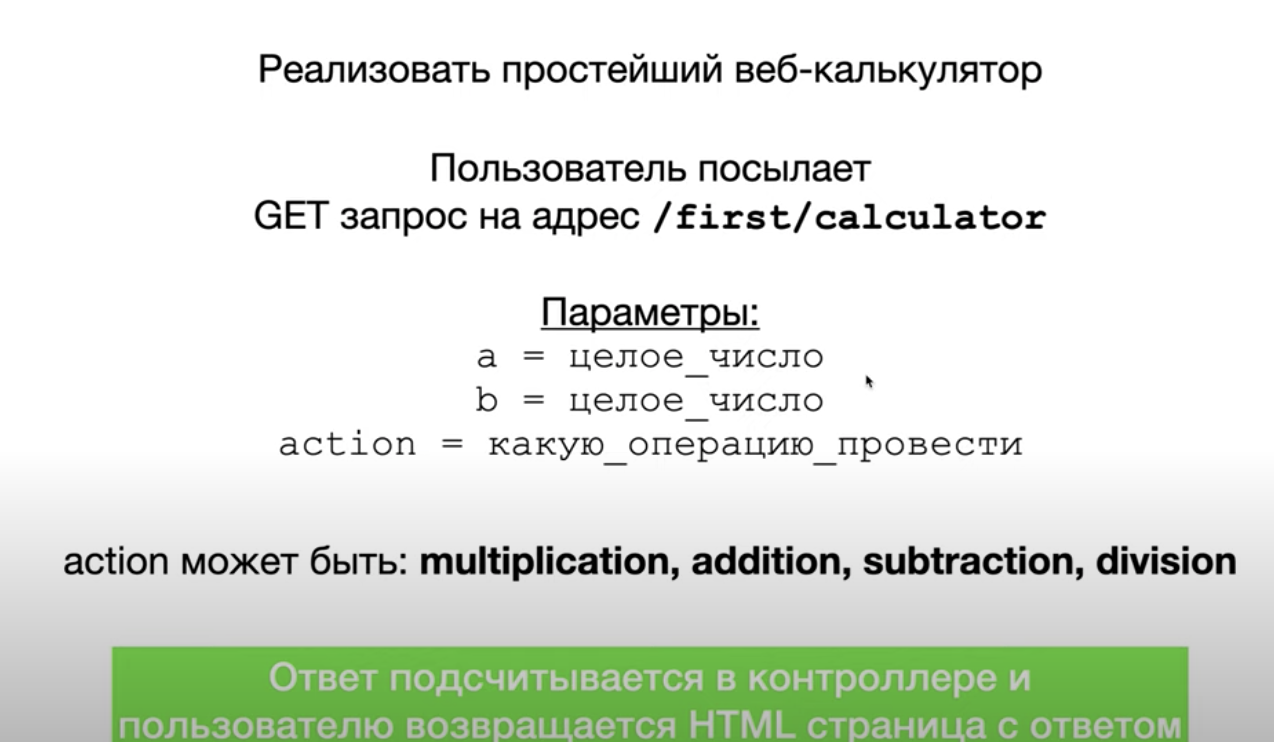 Реализовать простейший веб-калькулятор
Пользователь посылает
GET запрос на адрес /first/calculator
Параметры:
a = целое_число
b = целое_число
action = какую_операцию_провести
action может быть: multiplication, addition, subtraction, division
Ответ подсчитывается в контроллере и
пользователю возвращается HTML страница с ответом